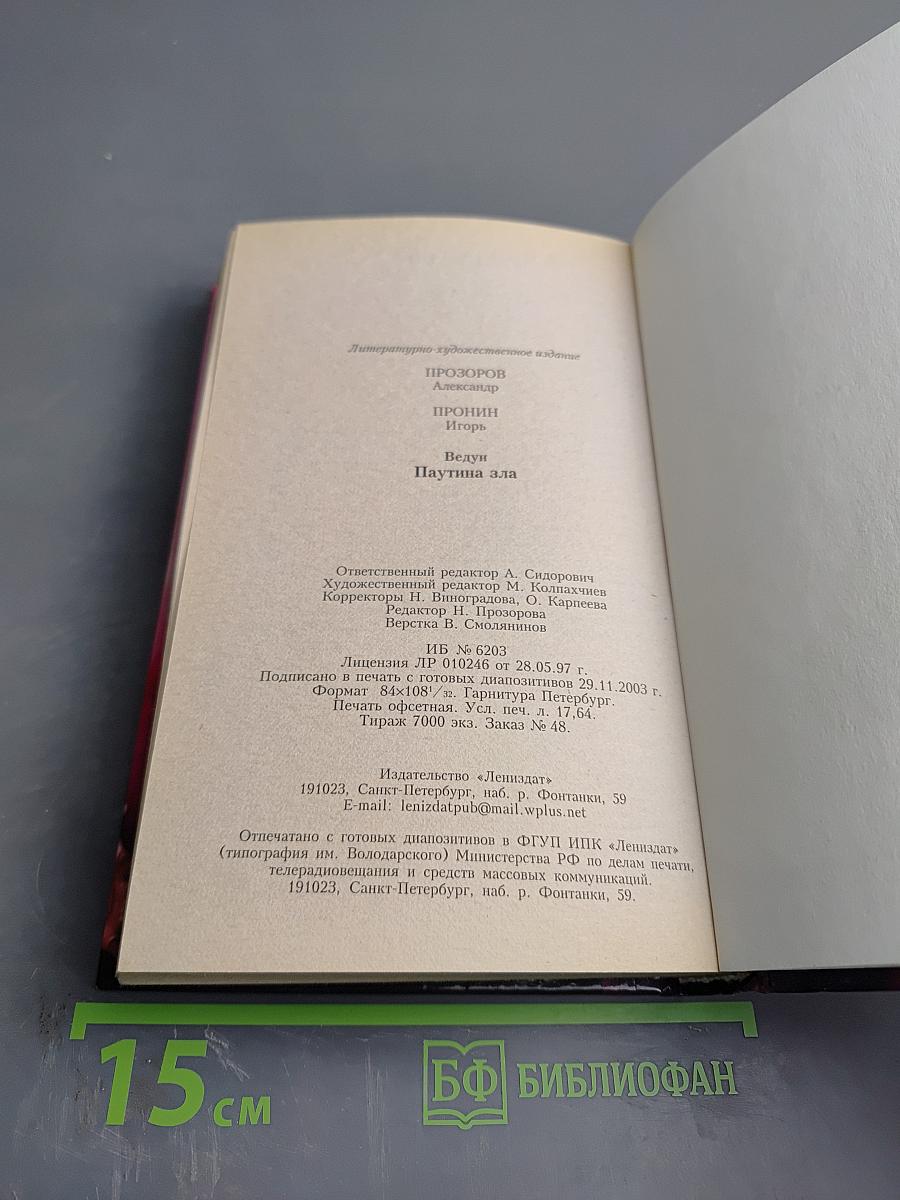 Литературно-художественное издание
ПРОЗОРОВ
Александр
ПРОНИН
Игорь
Ведун
Паутина зла
Ответственный редактор А. Сидорович
Художественный редактор М. Колпахчиев
Корректоры Н. Виноградова, О. Карпеева
Редактор Н. Прозорова
Верстка В. Смолянинов
ИБ № 6203
Лицензия ЛР 010246 от 28.05.97 г.
Подписано в печать с готовых диапозитивов 29.11.2003 г.
Формат 84×108¹/₃₂. Гарнитура Петербург.
Печать офсетная. Усл. печ. л. 17,64.
Тираж 7000 экз. Заказ № 48.
Издательство «Лениздат»
191023, Санкт-Петербург, наб. р. Фонтанки, 59
E-mail: lenizdatpub@mail.wplus.net
Отпечатано с готовых диапозитивов в ФГУП ИПК «Лениздат»
(типография им. Володарского) Министерства РФ по делам печати,
телерадиовещания и средств массовых коммуникаций.
191023, Санкт-Петербург, наб. р. Фонтанки, 59.
15 см
БФ БИБЛИОФАН